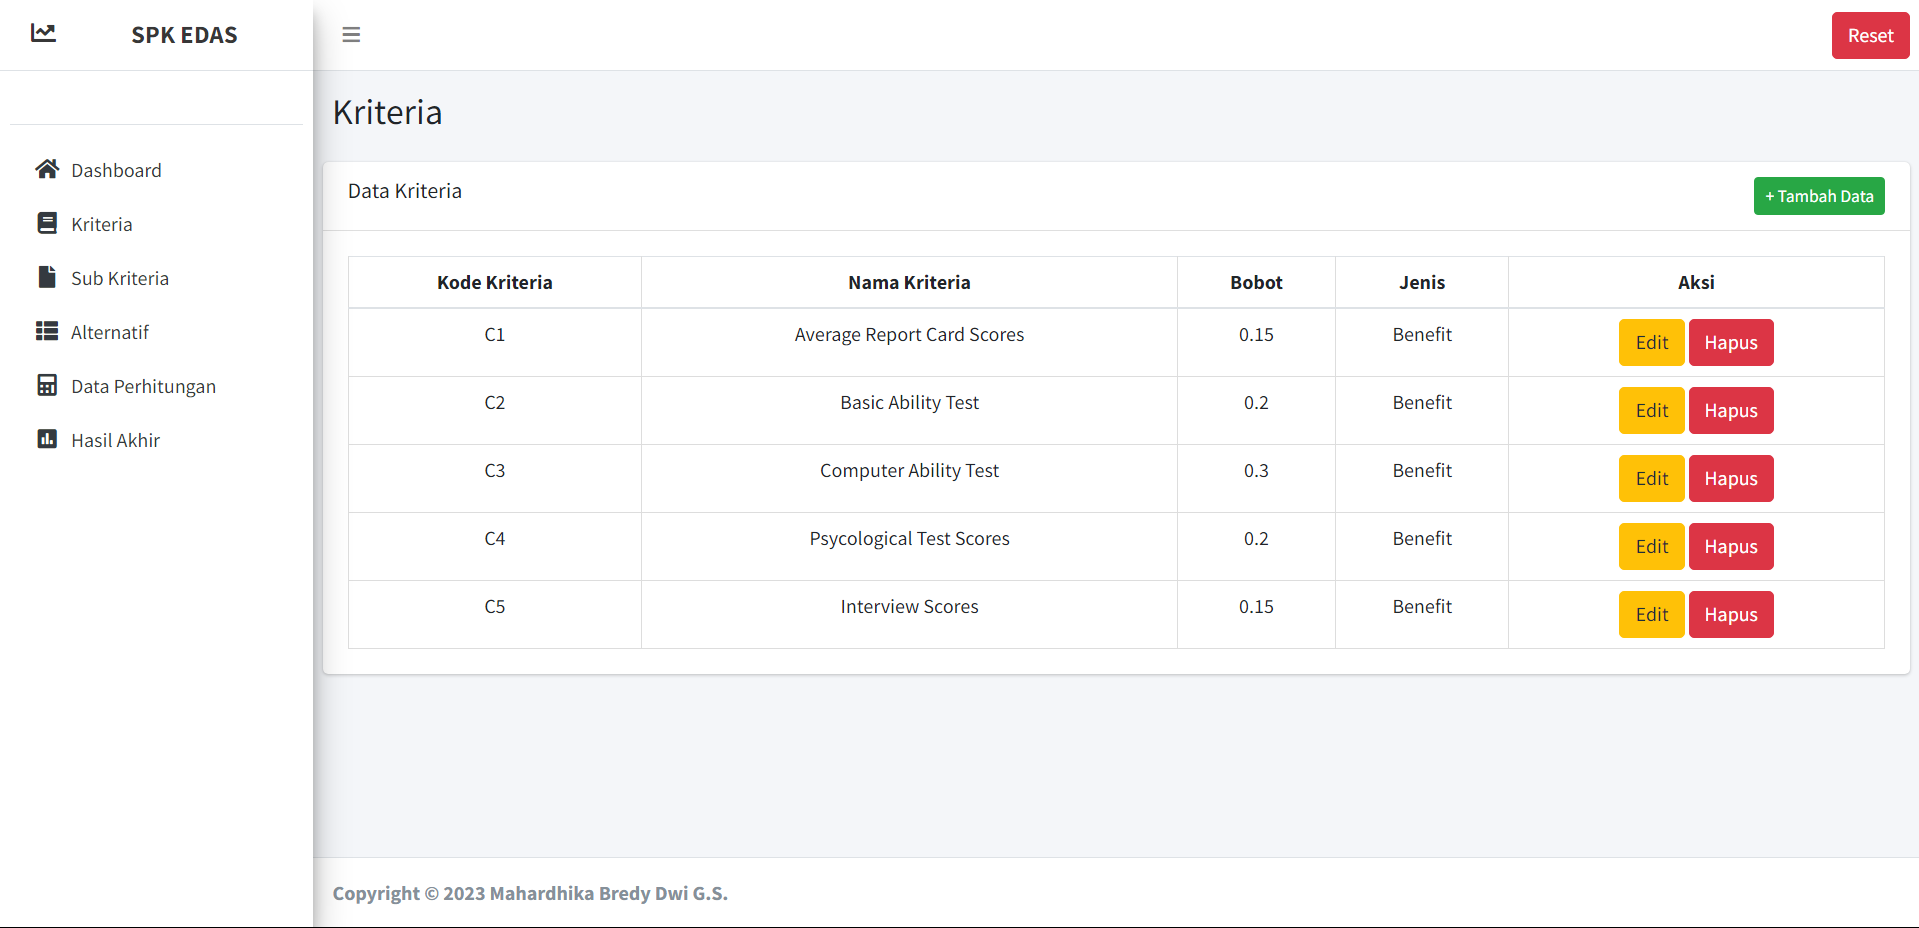 SPK EDAS
Reset
Dashboard
Kriteria
Sub Kriteria
Alternatif
Data Perhitungan
Hasil Akhir
Kriteria
Data Kriteria
+ Tambah Data
Kode Kriteria Nama Kriteria Bobot Jenis Aksi
C1 Average Report Card Scores 0.15 Benefit Edit Hapus
C2 Basic Ability Test 0.2 Benefit Edit Hapus
C3 Computer Ability Test 0.3 Benefit Edit Hapus
C4 Psycological Test Scores 0.2 Benefit Edit Hapus
C5 Interview Scores 0.15 Benefit Edit Hapus
Copyright © 2023 Mahardhika Bredy Dwi G.S.